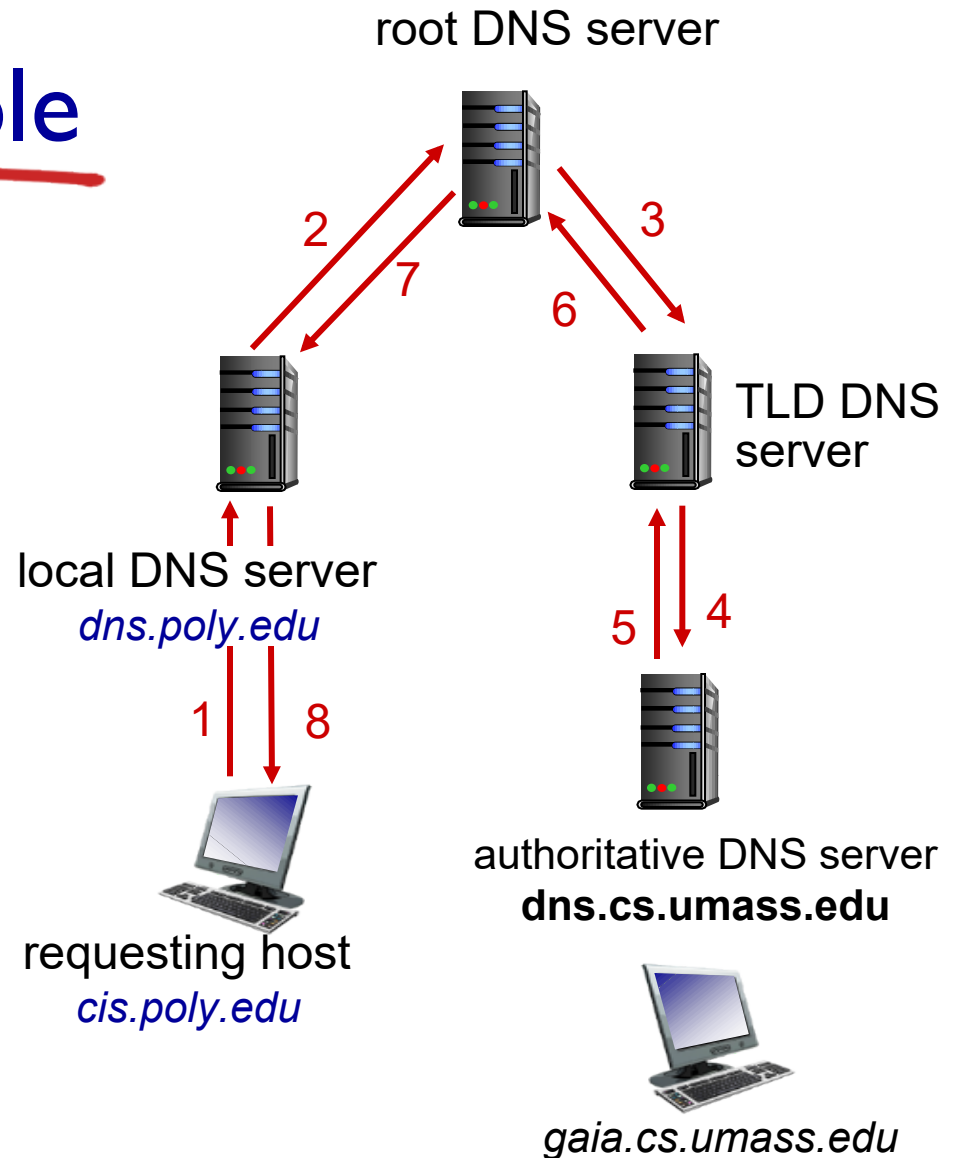 root DNS server
2
3
7
6
TLD DNS
server
local DNS server
dns.poly.edu
5
4
1
8
authoritative DNS server
dns.cs.umass.edu
requesting host
cis.poly.edu
gaia.cs.umass.edu